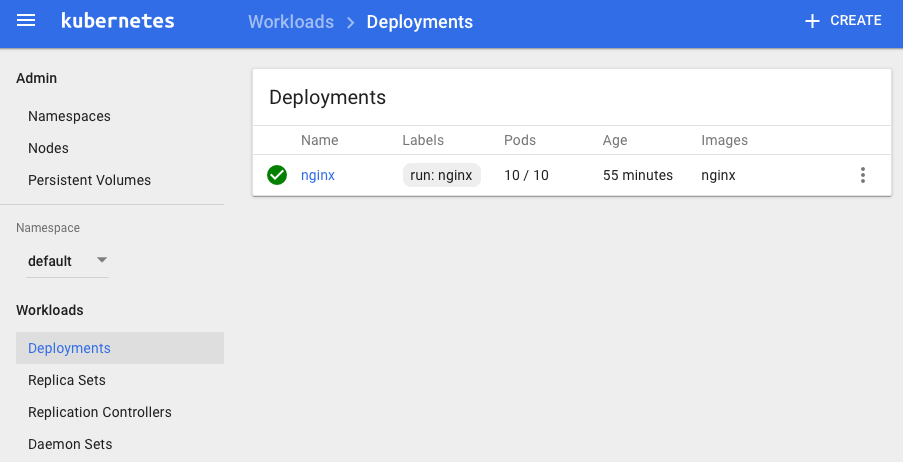 kubernetes
Workloads > Deployments
+ CREATE
Admin
Namespaces
Nodes
Persistent Volumes
Namespace
default
Workloads
Deployments
Replica Sets
Replication Controllers
Daemon Sets
Deployments
Name Labels Pods Age Images
nginx run: nginx 10 / 10 55 minutes nginx